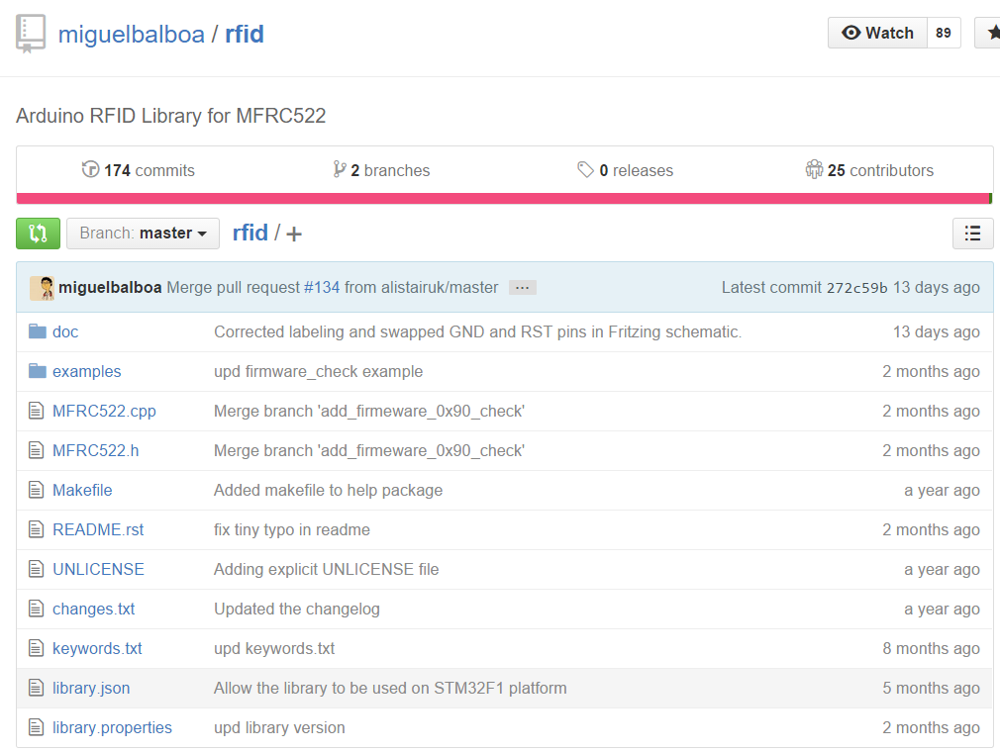 miguelbalboa / rfid
Watch 89
Arduino RFID Library for MFRC522
174 commits 2 branches 0 releases 25 contributors
Branch: master rfid / +
miguelbalboa Merge pull request #134 from alistairuk/master ... Latest commit 272c59b 13 days ago
doc Corrected labeling and swapped GND and RST pins in Fritzing schematic. 13 days ago
examples upd firmware_check example 2 months ago
MFRC522.cpp Merge branch 'add_firmeware_0x90_check' 2 months ago
MFRC522.h Merge branch 'add_firmeware_0x90_check' 2 months ago
Makefile Added makefile to help package a year ago
README.rst fix tiny typo in readme 2 months ago
UNLICENSE Adding explicit UNLICENSE file a year ago
changes.txt Updated the changelog a year ago
keywords.txt upd keywords.txt 8 months ago
library.json Allow the library to be used on STM32F1 platform 5 months ago
library.properties upd library version 2 months ago